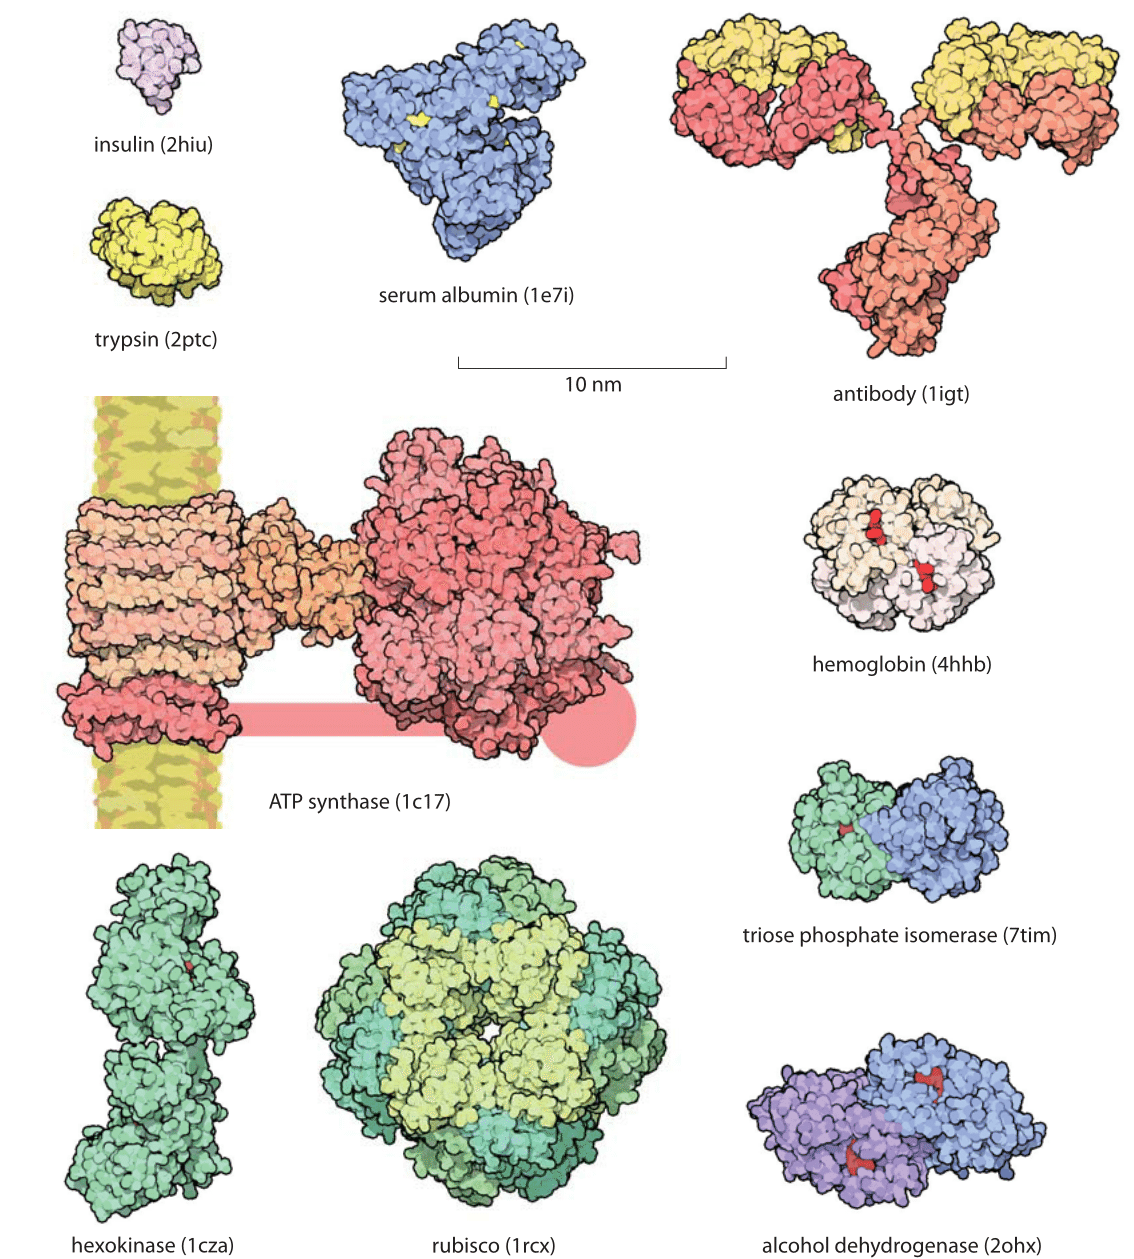 insulin (2hiu)
trypsin (2ptc)
serum albumin (1e7i)
10 nm
antibody (1igt)
hemoglobin (4hhb)
ATP synthase (1c17)
triose phosphate isomerase (7tim)
hexokinase (1cza)
rubisco (1rcx)
alcohol dehydrogenase (2ohx)